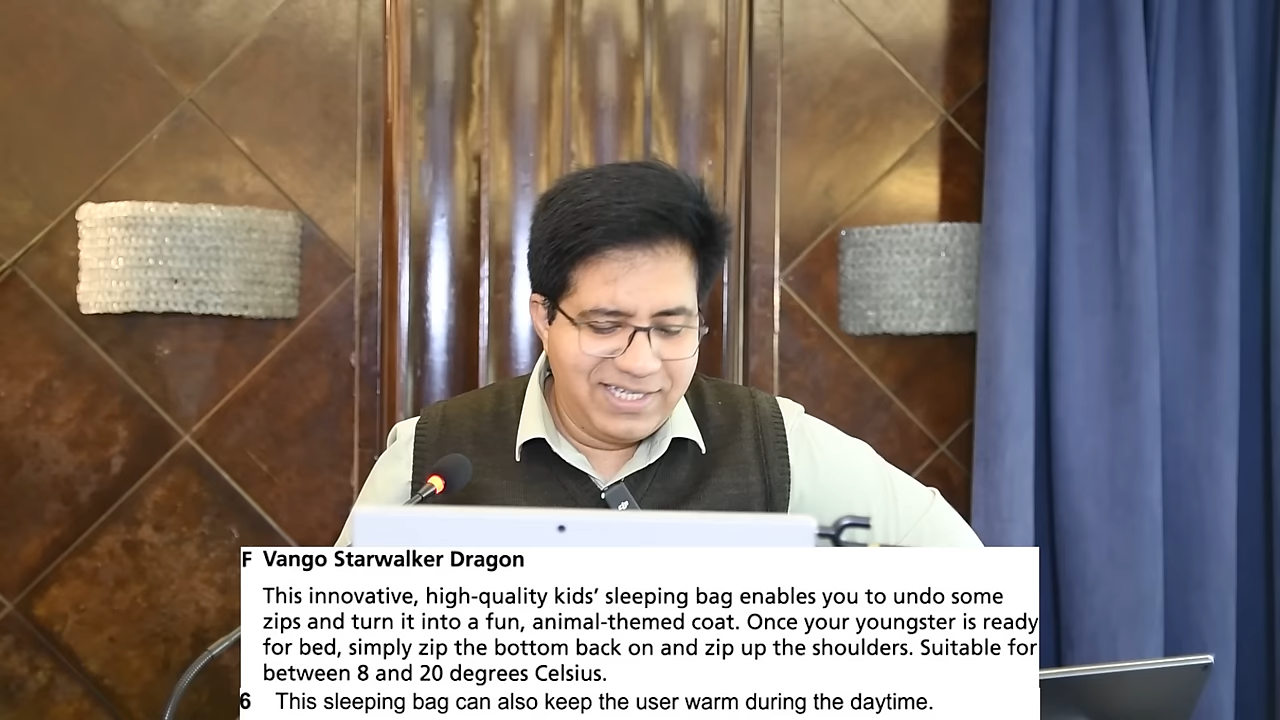 F Vango Starwalker Dragon
This innovative, high-quality kids’ sleeping bag enables you to undo some
zips and turn it into a fun, animal-themed coat. Once your youngster is ready
for bed, simply zip the bottom back on and zip up the shoulders. Suitable for
between 8 and 20 degrees Celsius.
6 This sleeping bag can also keep the user warm during the daytime.